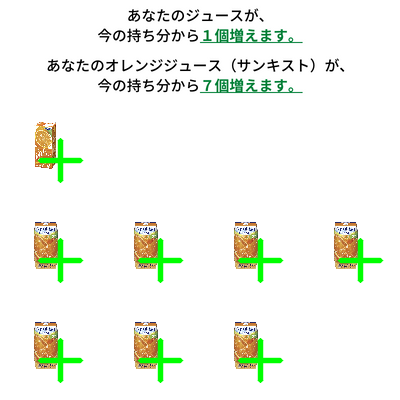 あなたのジュースが、
今の持ち分から１個増えます。
あなたのオレンジジュース（サンキスト）が、
今の持ち分から７個増えます。